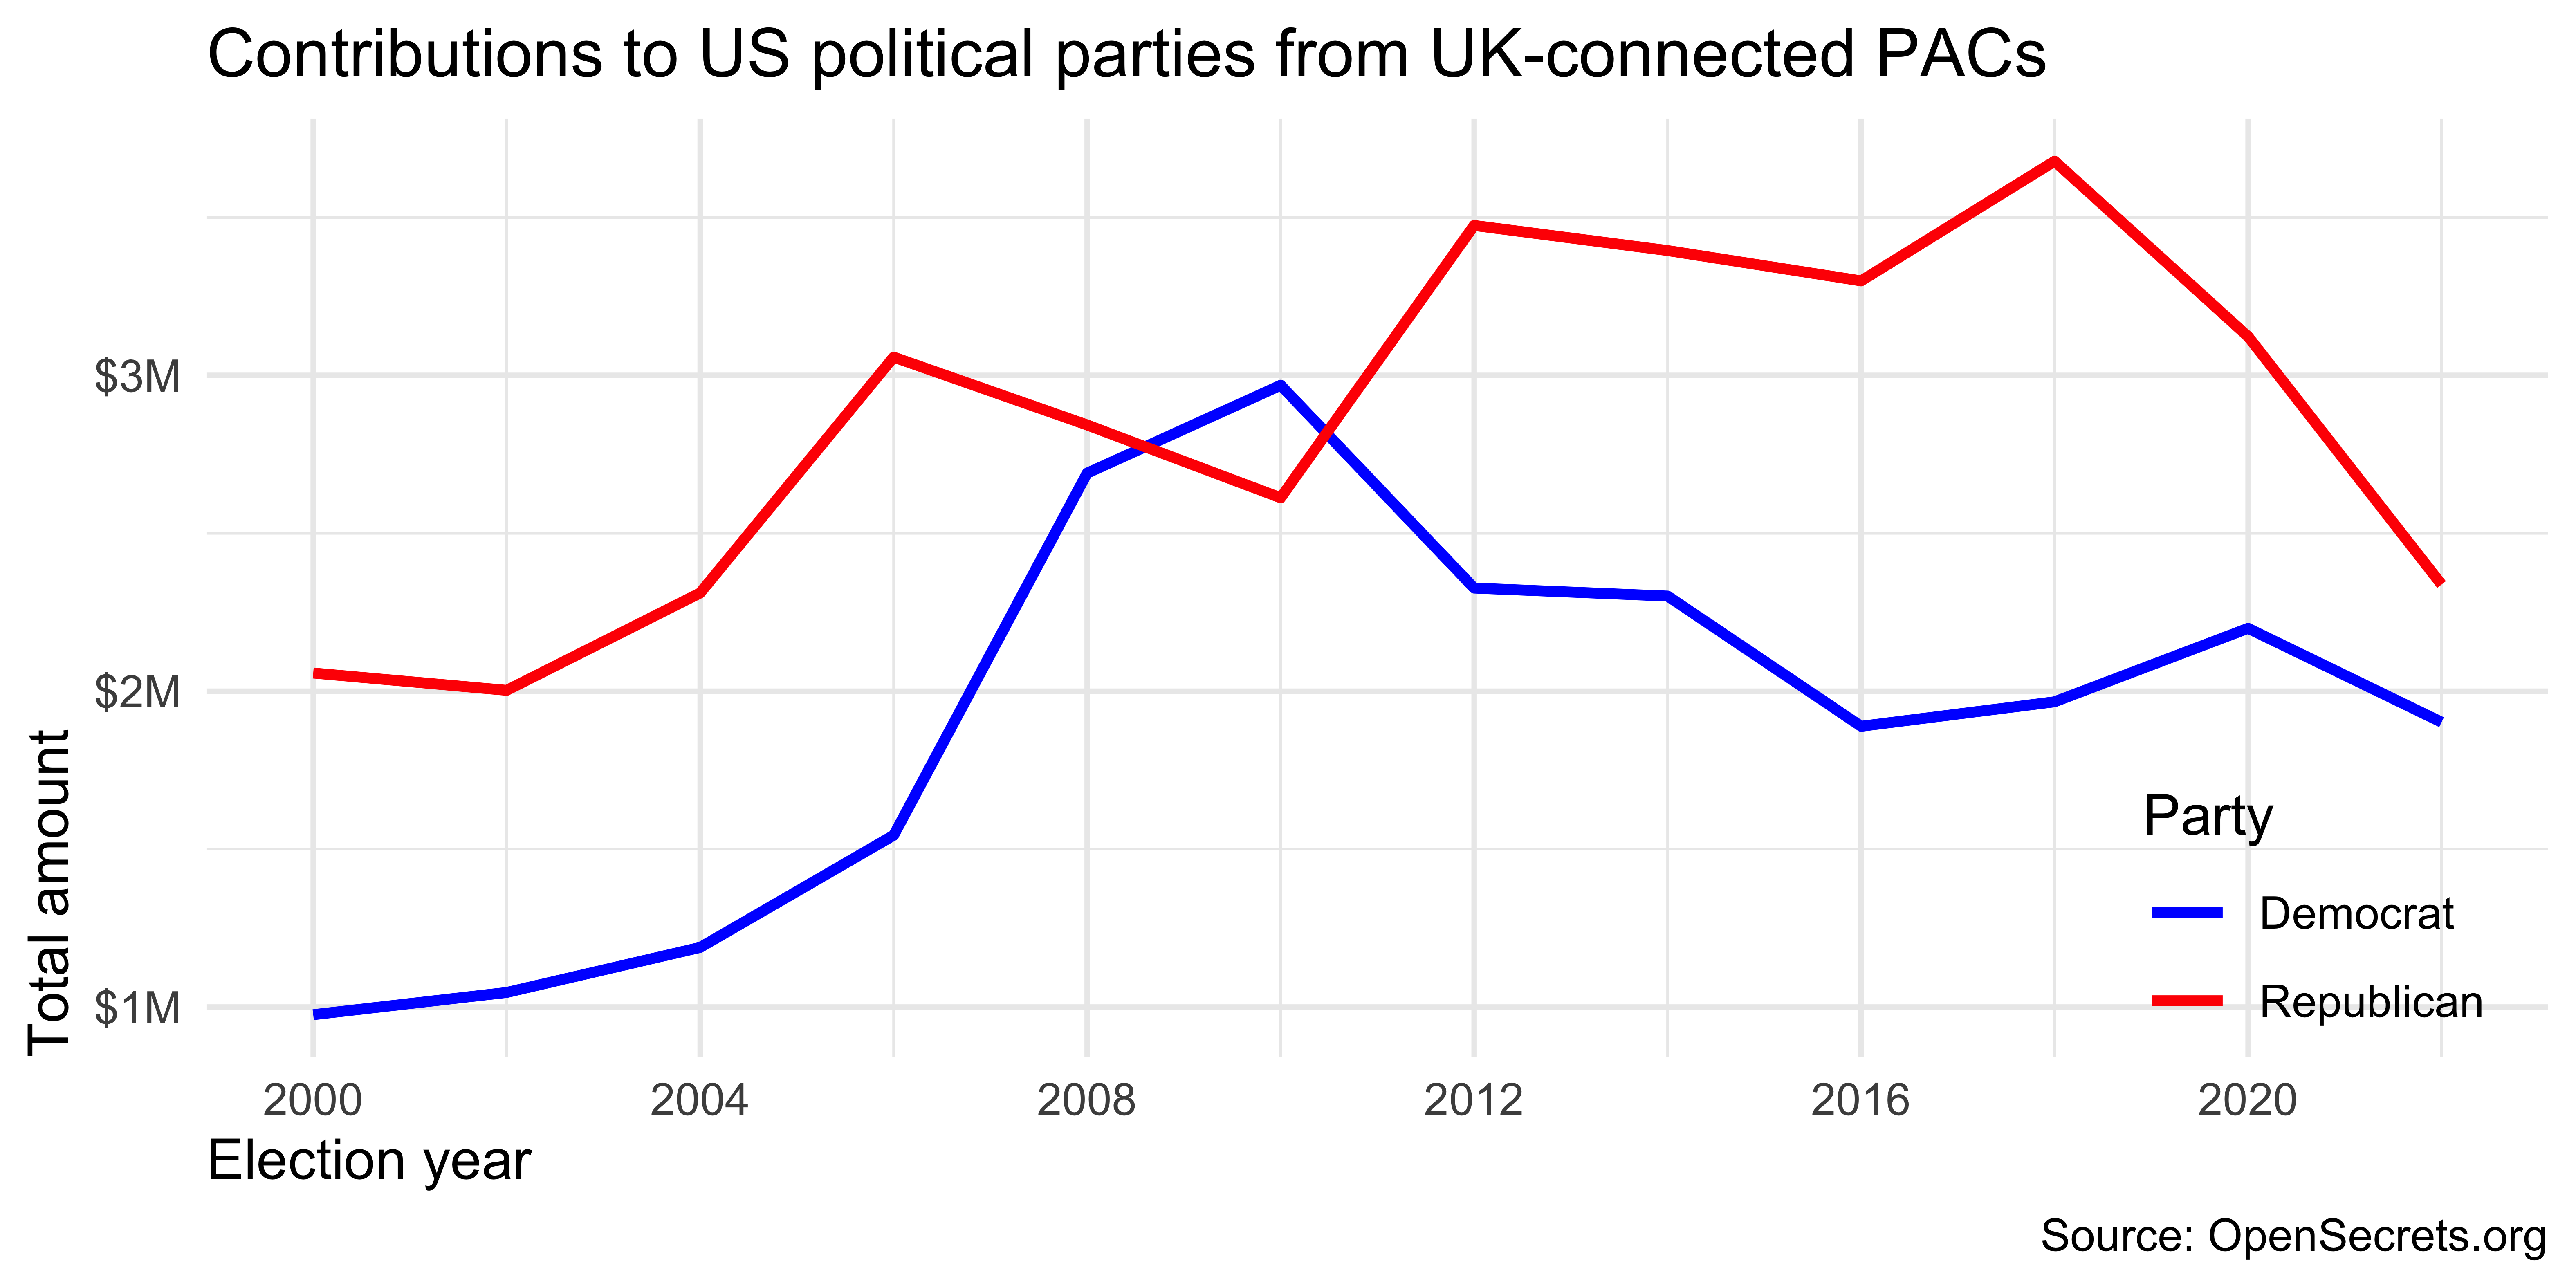 Contributions to US political parties from UK-connected PACs
$3M
$2M
$1M
Total amount
Party
Democrat
Republican
2000 2004 2008 2012 2016 2020
Election year
Source: OpenSecrets.org